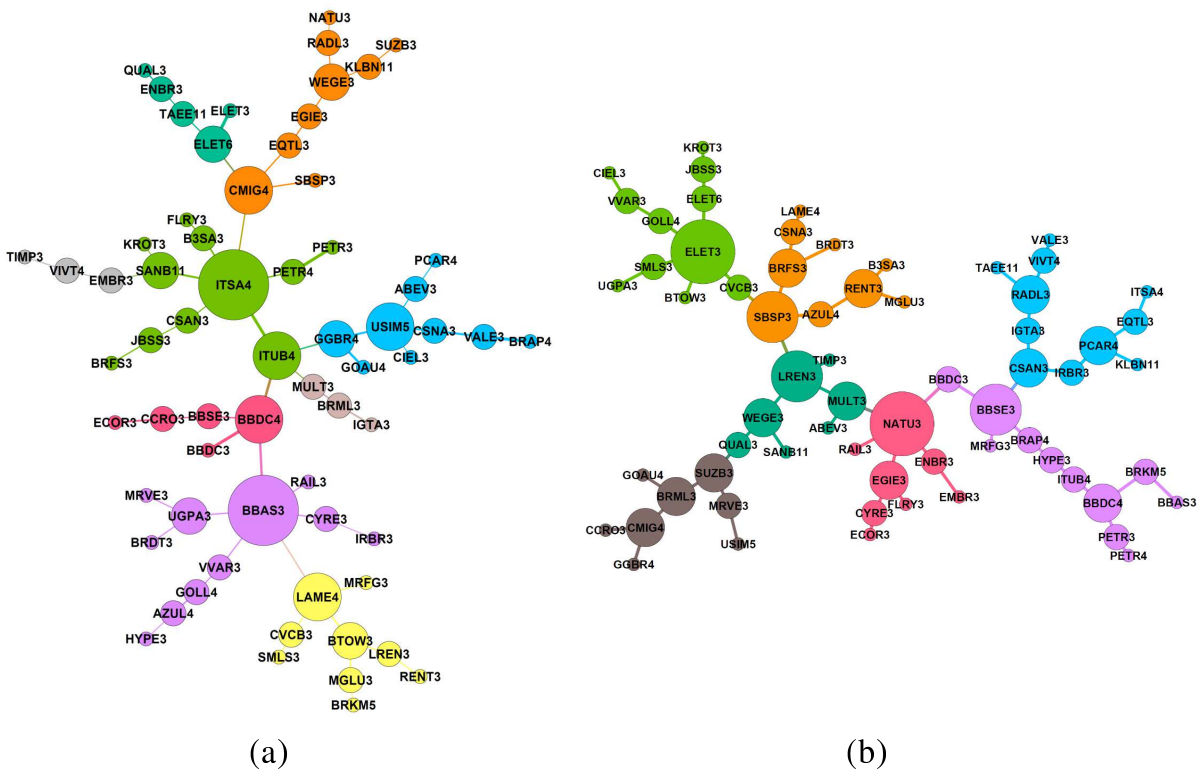 NATU3
RADL3
SUZB3
KLBN11
WEGE3
QUAL3
ENBR3
ELET3
TAEE11
EGIE3
ELET6
EQTL3
SBSP3
CMIG4
FLRY3
B3SA3
KROT3
PETR3
TIMP3
VIVT4
EMBR3
SANB11
PETR4
ITSA4
PCAR4
ABEV3
CSAN3
USIM5
CSNA3
JBSS3
GGBR4
VALE3
BRAP4
BRFS3
ITUB4
CIEL3
GOAU4
MULT3
BRML3
IGTA3
ECOR3
CCRO3
BBSE3
BBDC4
BBDC3
MRVE3
RAIL3
UGPA3
BBAS3
CYRE3
BRDT3
IRBR3
VVAR3
GOLL4
AZUL4
HYPE3
MRFG3
LAME4
CVCB3
BTOW3
SMLS3
LREN3
RENT3
MGLU3
BRKM5
(a)
KROT3
CIEL3
JBSS3
VVAR3
ELET6
GOLL4
LAME4
CSNA3
BRDT3
ELET3
SMLS3
BRFS3
B3SA3
UGPA3
BTOW3
CVCB3
RENT3
MGLU3
SBSP3
AZUL4
VALE3
TAEE11
VIVT4
RADL3
ITSA4
IGTA3
EQTL3
PCAR4
KLBN11
CSAN3
IRBR3
TIMP3
LREN3
BBDC3
MULT3
BBSE3
WEGE3
ABEV3
NATU3
MRFG3
BRAP4
QUAL3
SANB11
RAIL3
ENBR3
HYPE3
GOAU4
SUZB3
EGIE3
EMBR3
ITUB4
BRKM5
BRML3
MRVE3
FLRY3
BBDC4
BBAS3
CCRO3
CMIG4
CYRE3
ECOR3
USIM5
PETR3
PETR4
GGBR4
(b)